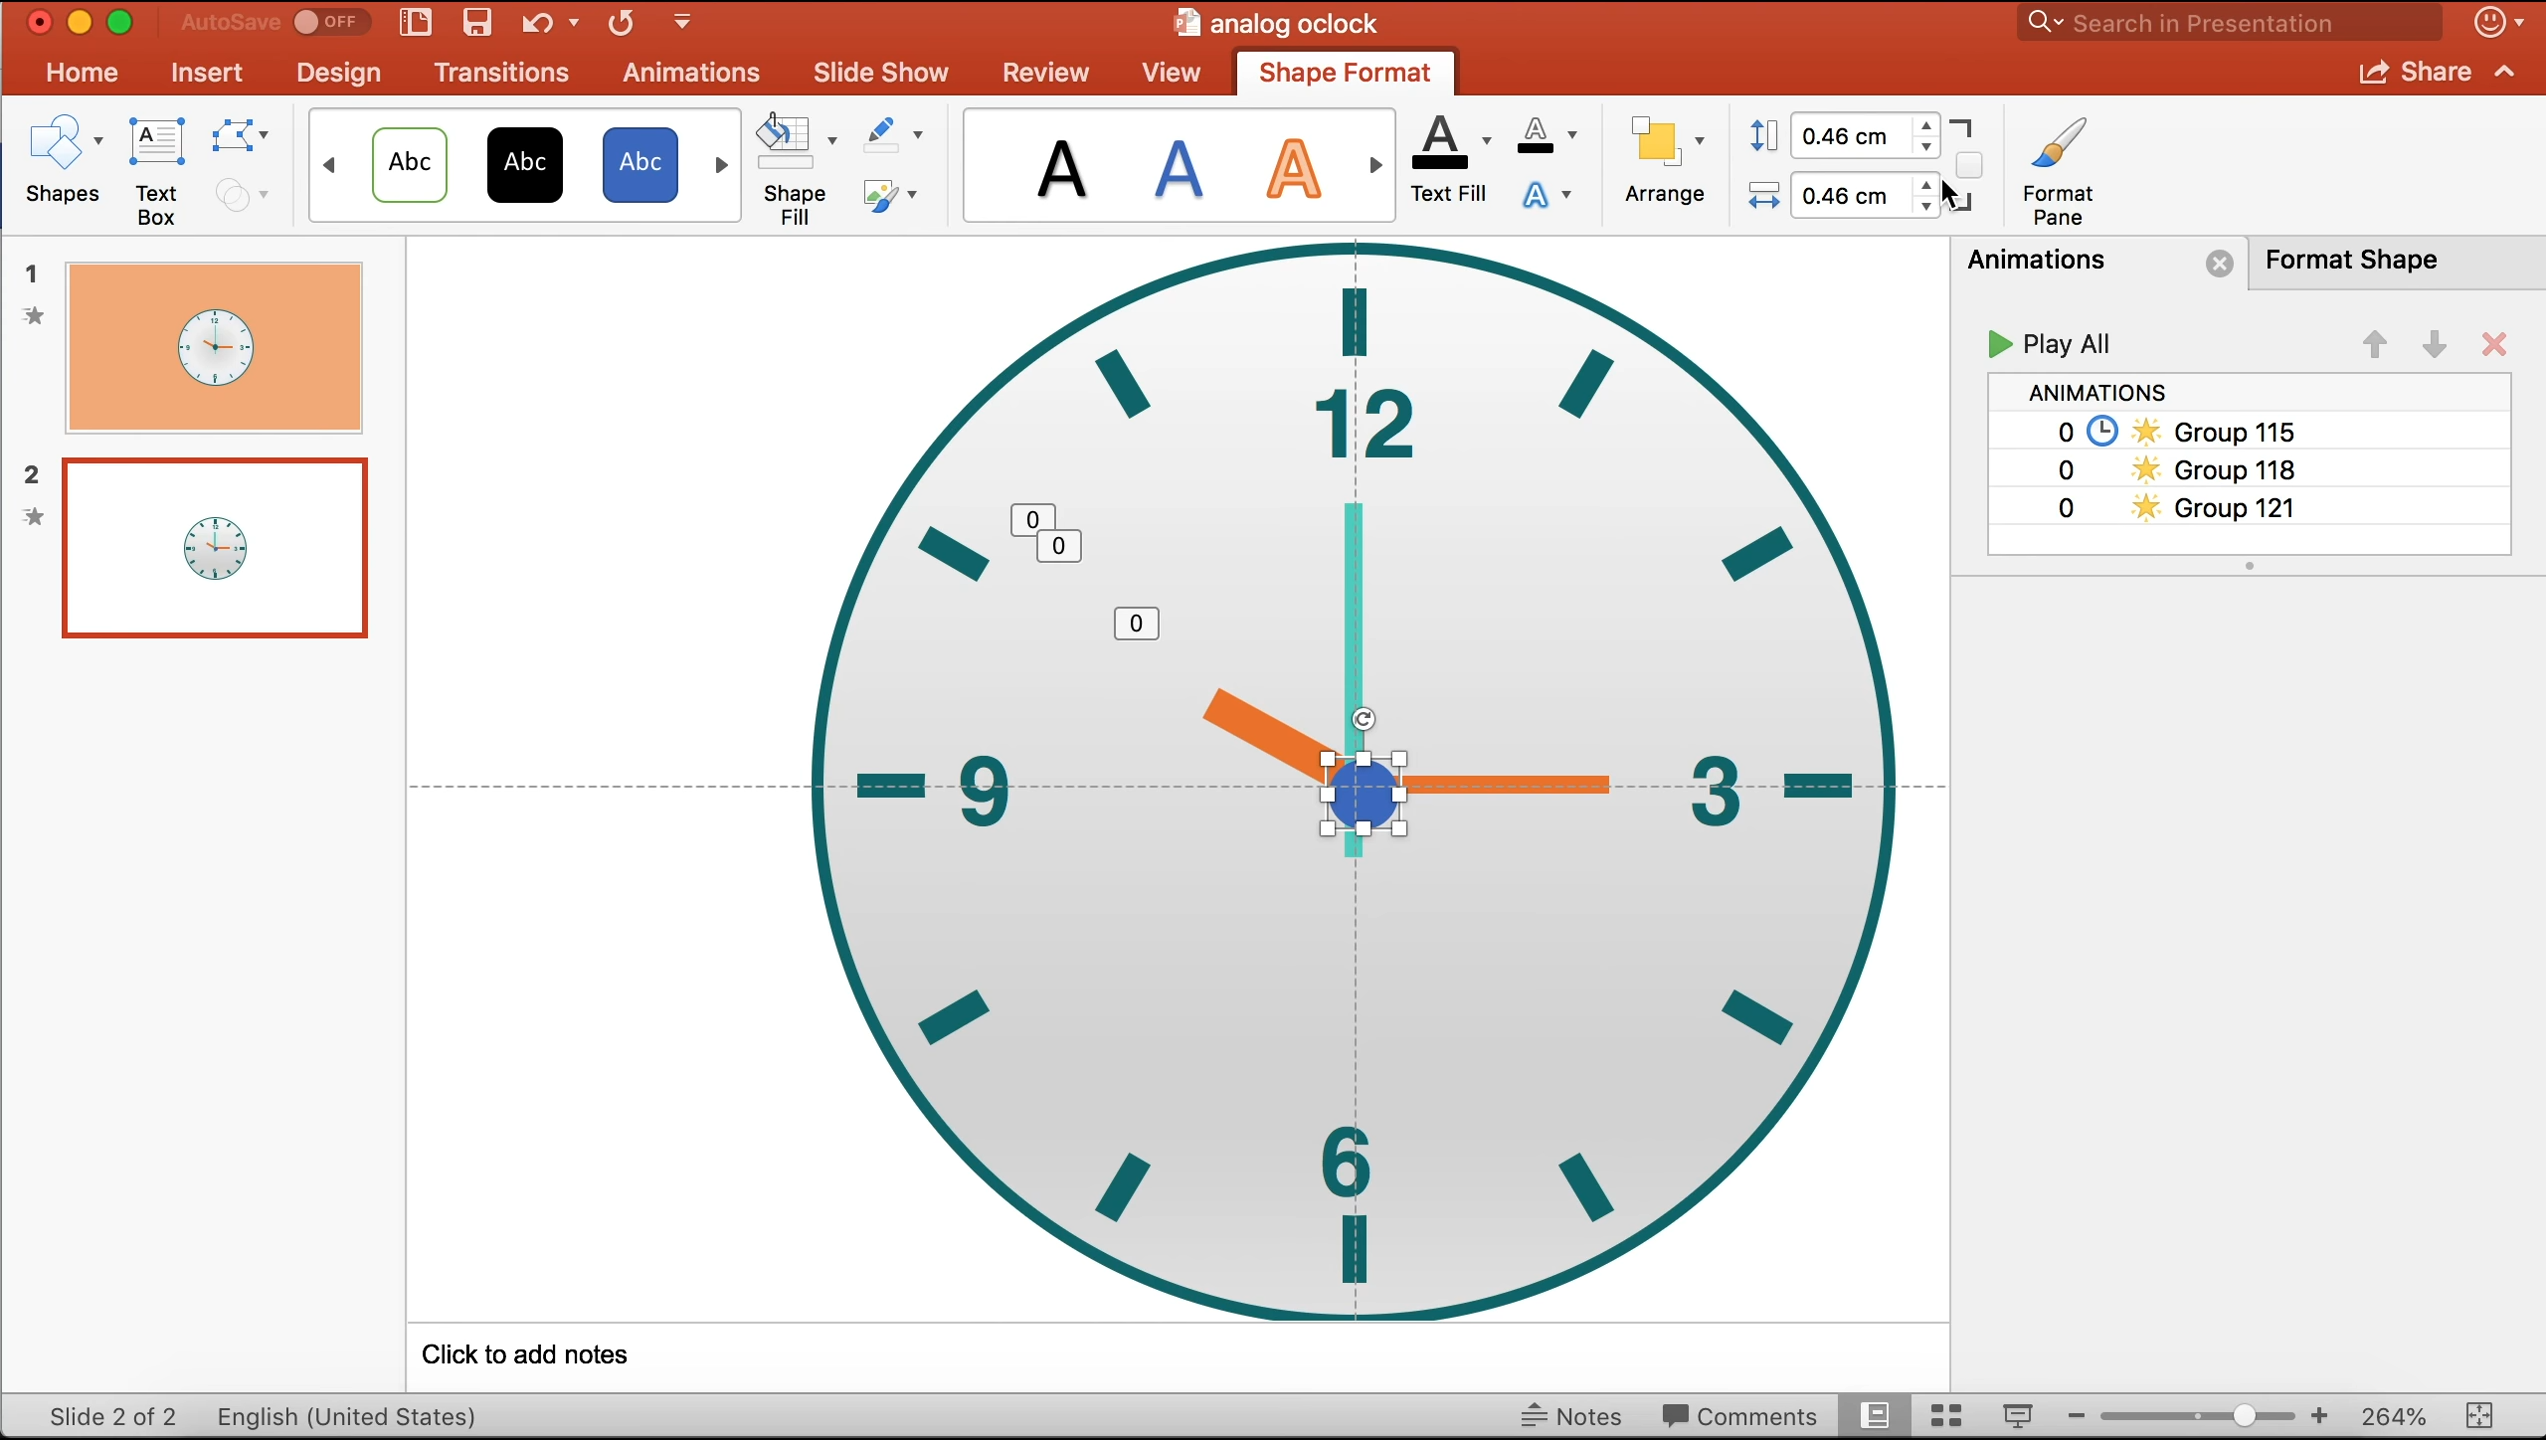 AutoSave OFF
analog oclock
Search in Presentation
Home Insert Design Transitions Animations Slide Show Review View Shape Format
Share
Shapes
Text Box
Abc Abc Abc
Shape Fill
A A A
Text Fill
Arrange
0.46 cm
0.46 cm
Format Pane
1
2
12
3
6
9
0
0
0
Animations
Format Shape
Play All
ANIMATIONS
0 Group 115
0 Group 118
0 Group 121
Click to add notes
Slide 2 of 2 English (United States) Notes Comments 264%